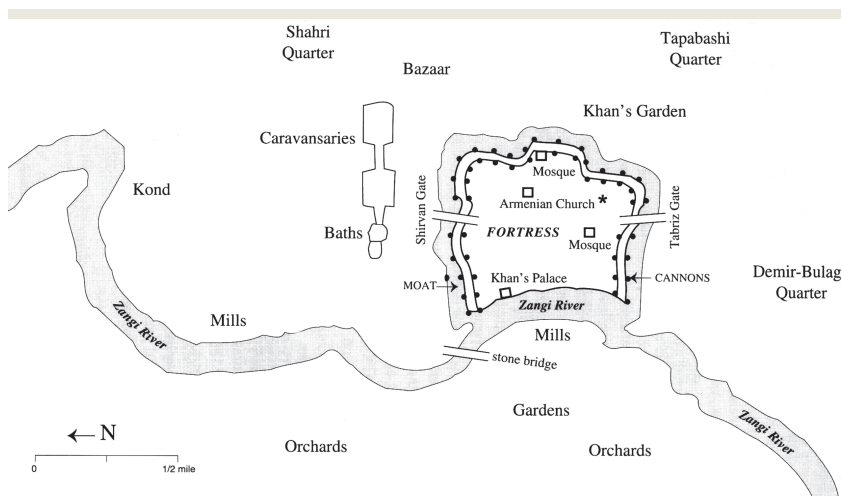 Shahri
Quarter
Tapabashi
Quarter
Bazaar
Khan's Garden
Caravansaries
Mosque
Kond
Shirvan Gate
Armenian Church *
Tabriz Gate
Baths
FORTRESS
Mosque
MOAT
Khan's Palace
CANNONS
Demir-Bulag
Quarter
Zangi River
Zangi River
Mills
Mills
stone bridge
Gardens
Zangi River
N
Orchards
Orchards
0
1/2 mile